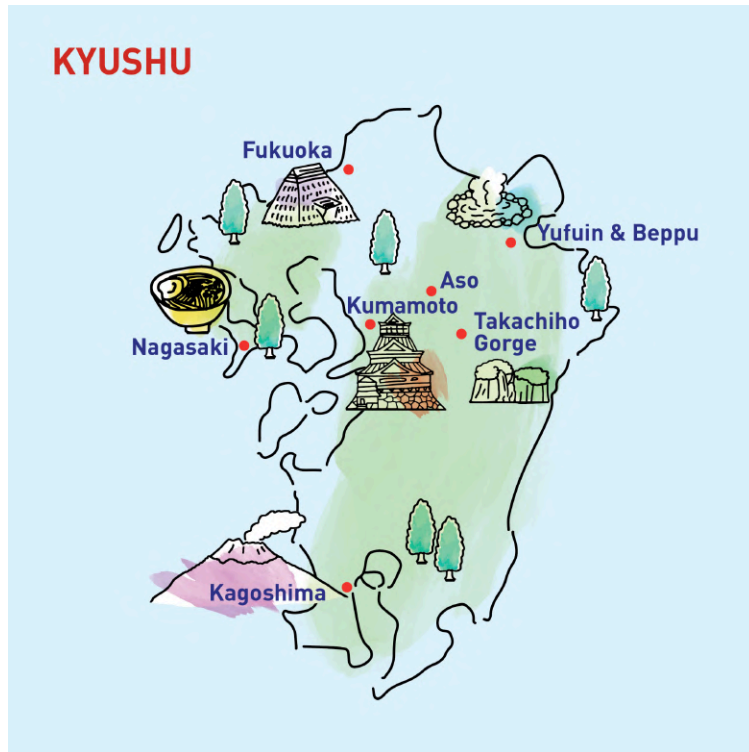 KYUSHU
Fukuoka
Yufuin & Beppu
Aso
Kumamoto
Takachiho
Gorge
Nagasaki
Kagoshima